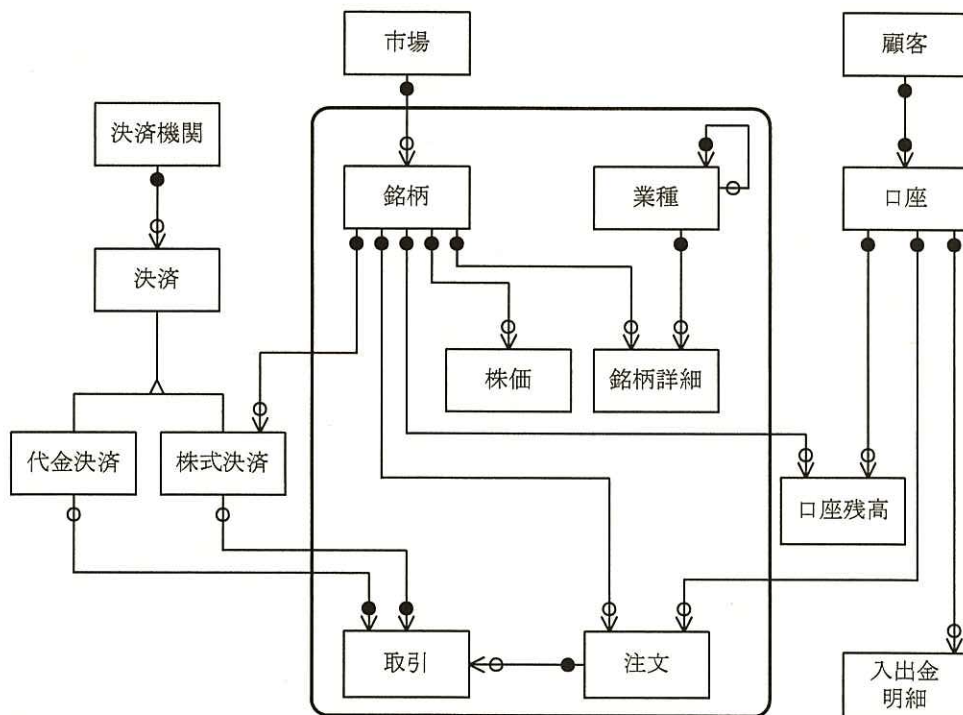 市場
顧客
決済機関
銘柄
業種
口座
決済
株価
銘柄詳細
代金決済
株式決済
口座残高
取引
注文
入出金
明細